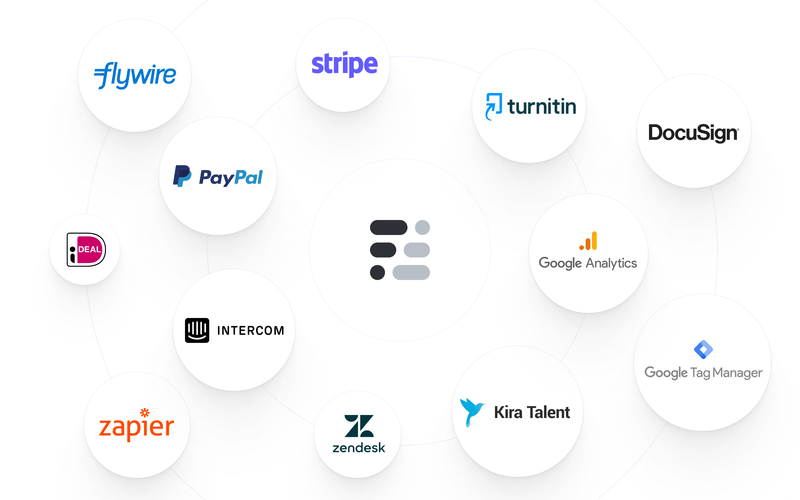 flywire
stripe
turnitin
DocuSign
PayPal
iDEAL
Google Analytics
INTERCOM
Google Tag Manager
zapier
zendesk
Kira Talent